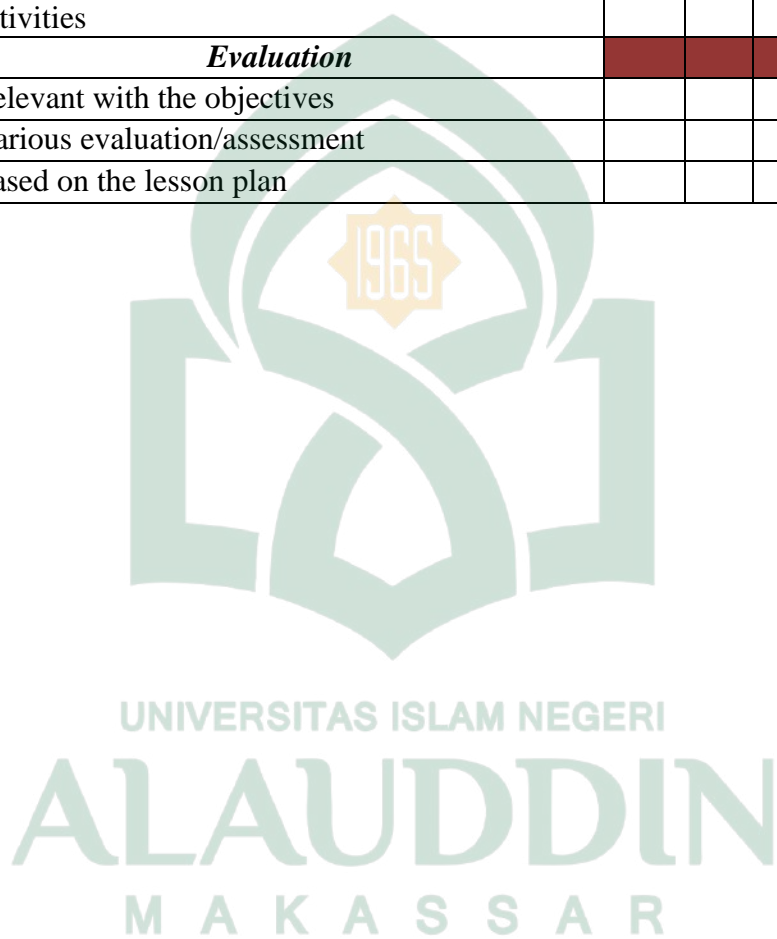 tivities
Evaluation
elevant with the objectives
arious evaluation/assessment
ased on the lesson plan
1965
UNIVERSITAS ISLAM NEGERI
ALAUDDIN
MAKASSAR